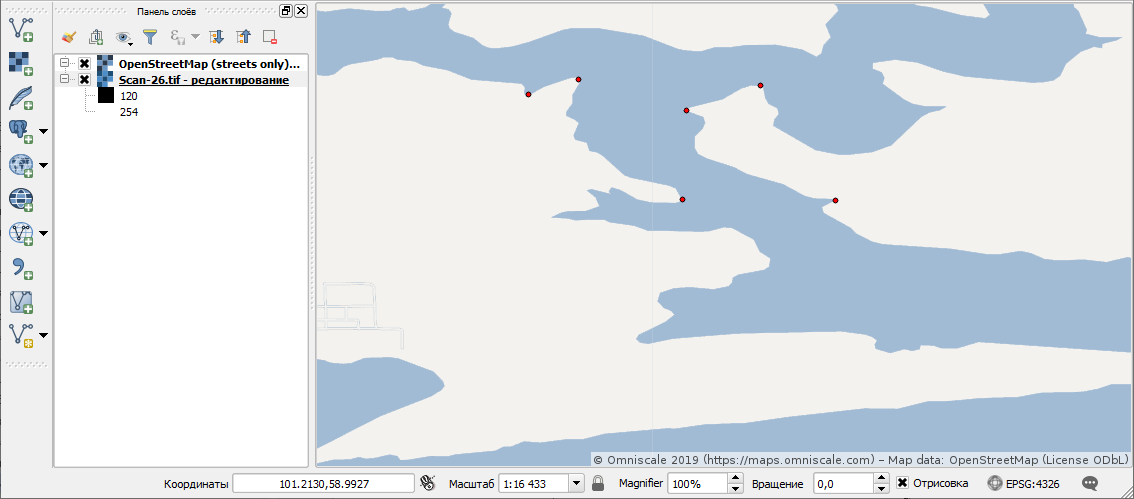 Панель слоёв
OpenStreetMap (streets only)...
Scan-26.tif - редактирование
120
254
© Omniscale 2019 (https://maps.omniscale.com) – Map data: OpenStreetMap (License ODbL)
Координаты 101.2130,58.9927 Масштаб 1:16 433 Magnifier 100% Вращение 0,0 Отрисовка EPSG:4326